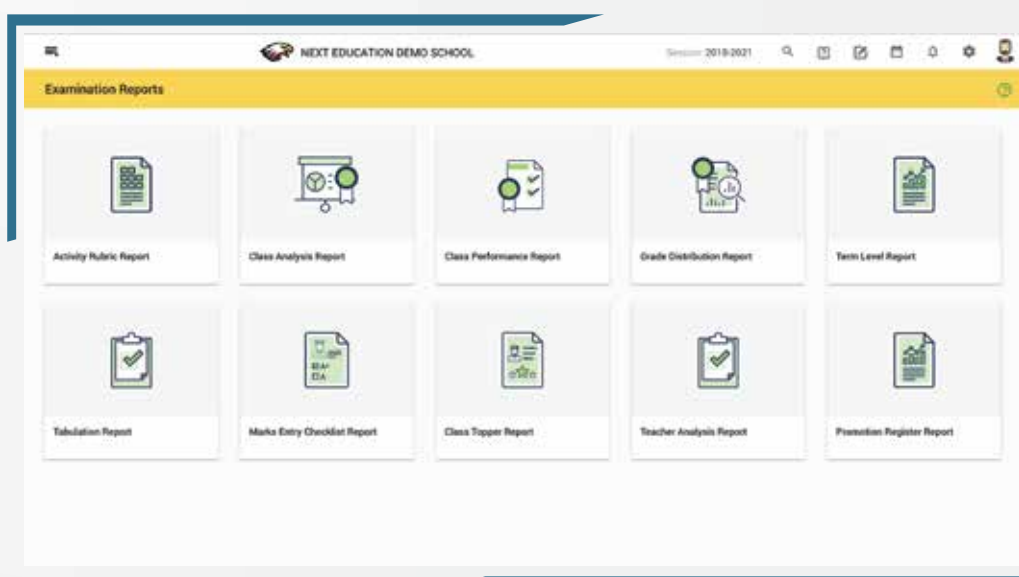 NEXT EDUCATION DEMO SCHOOL
Session: 2019-2021
Examination Reports
Activity Rubric Report
Class Analysis Report
Class Performance Report
Grade Distribution Report
Term Level Report
Tabulation Report
Marks Entry Checklist Report
Class Topper Report
Teacher Analysis Report
Promotion Register Report